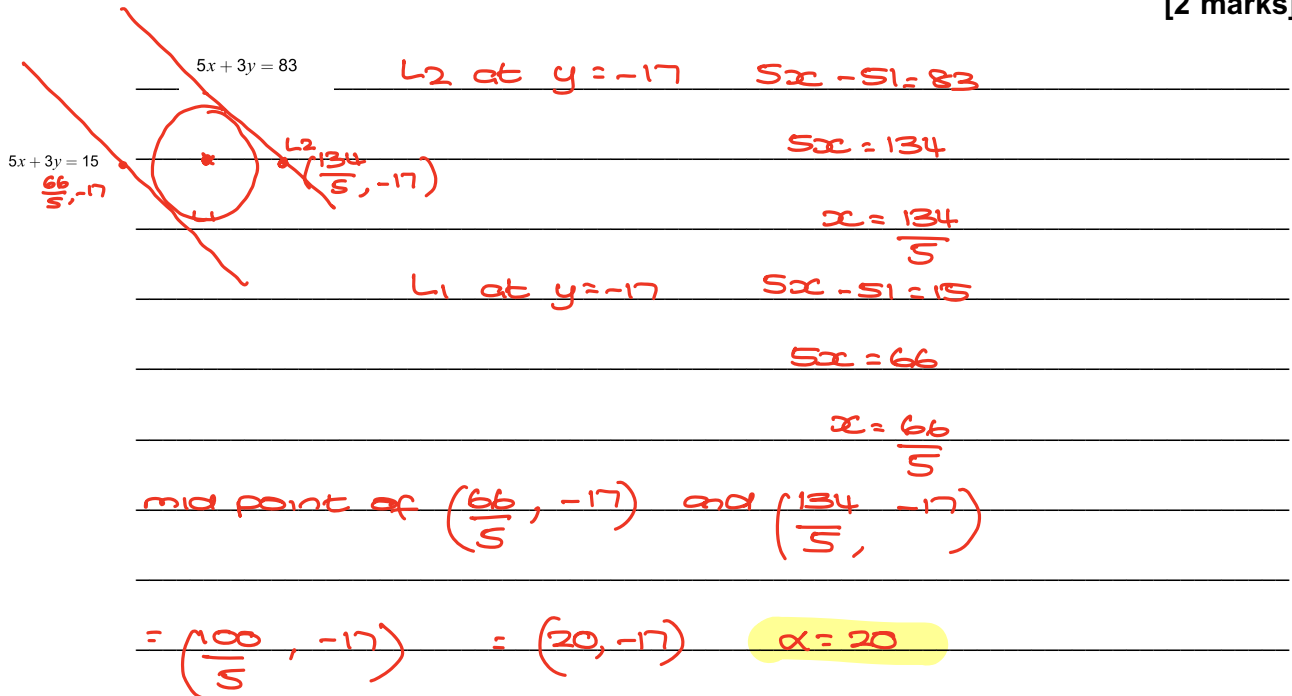 [2 marks]
5x + 3y = 83
L2 at y = -17 5x - 51 = 83
L2
5x = 134
5x + 3y = 15
(134/5, -17)
66/5, -17
x = 134/5
L1
L1 at y = -17 5x - 51 = 15
5x = 66
x = 66/5
mid point of (66/5, -17) and (134/5, -17)
= (100/5, -17) = (20, -17) α = 20